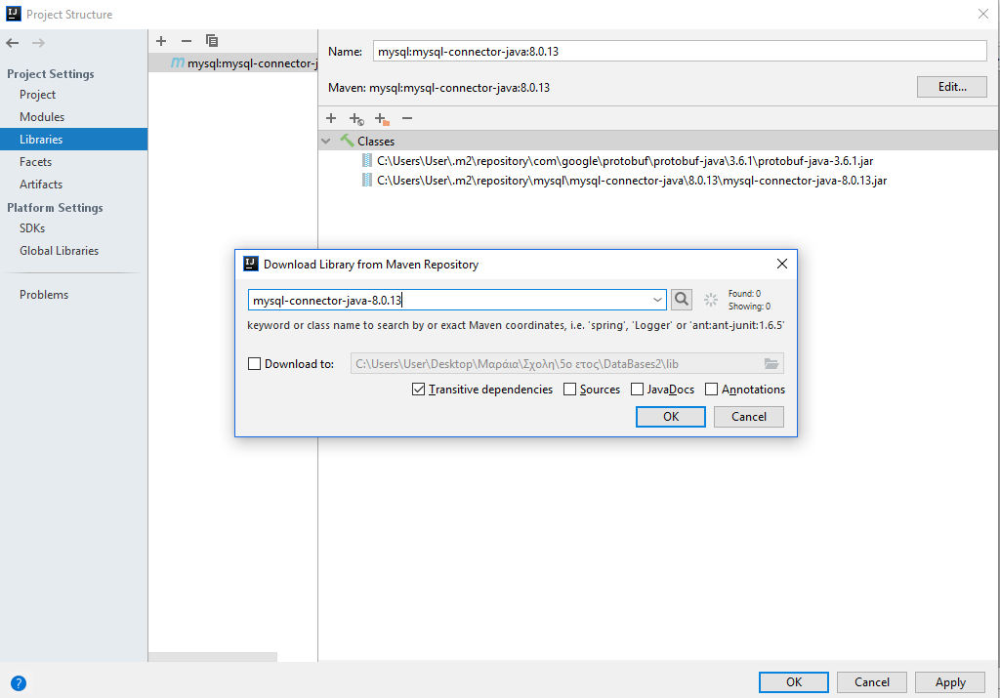 Project Structure
Project Settings
Project
Modules
Libraries
Facets
Artifacts
Platform Settings
SDKs
Global Libraries
Problems
mysql:mysql-connector-j
Name: mysql:mysql-connector-java:8.0.13
Maven: mysql:mysql-connector-java:8.0.13 Edit...
Classes
C:\Users\User\.m2\repository\com\google\protobuf\protobuf-java\3.6.1\protobuf-java-3.6.1.jar
C:\Users\User\.m2\repository\mysql\mysql-connector-java\8.0.13\mysql-connector-java-8.0.13.jar
Download Library from Maven Repository
mysql-connector-java-8.0.13
Found: 0
Showing: 0
keyword or class name to search by or exact Maven coordinates, i.e. 'spring', 'Logger' or 'ant:ant-junit:1.6.5'
Download to: C:\Users\User\Desktop\Μαράια\Σχολη\5ο ετος\DataBases2\lib
Transitive dependencies Sources JavaDocs Annotations
OK Cancel
OK Cancel Apply